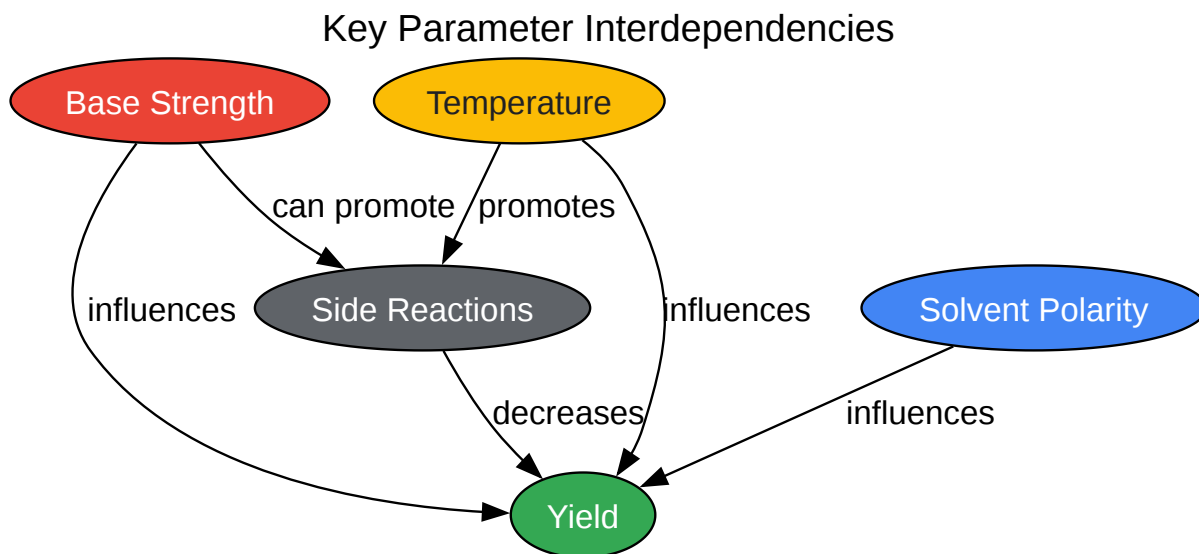 Key Parameter Interdependencies
Base Strength
Temperature
can promote
promotes
influences
Side Reactions
influences
Solvent Polarity
decreases
influences
Yield